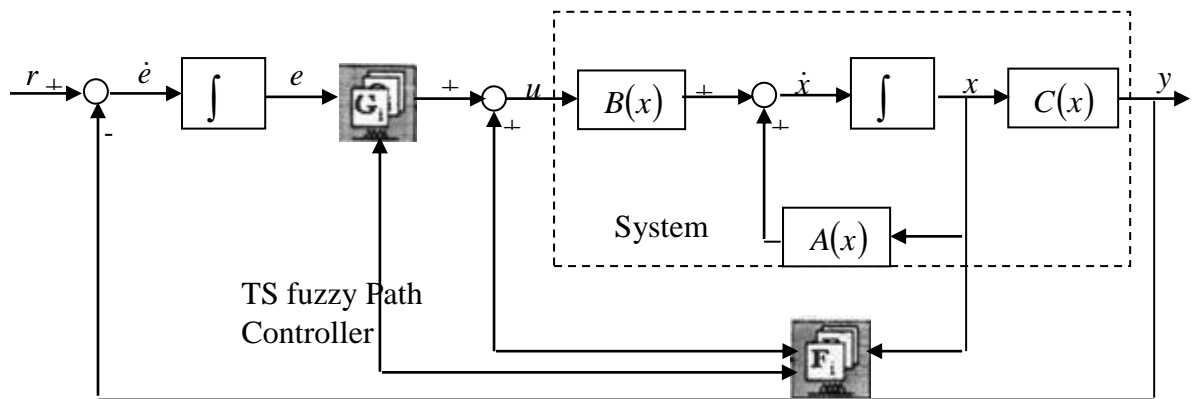 r + ė e + u B(x) + ẋ x C(x) y
∫ G i ∫
- + +
System A(x)
TS fuzzy Path
Controller
F i